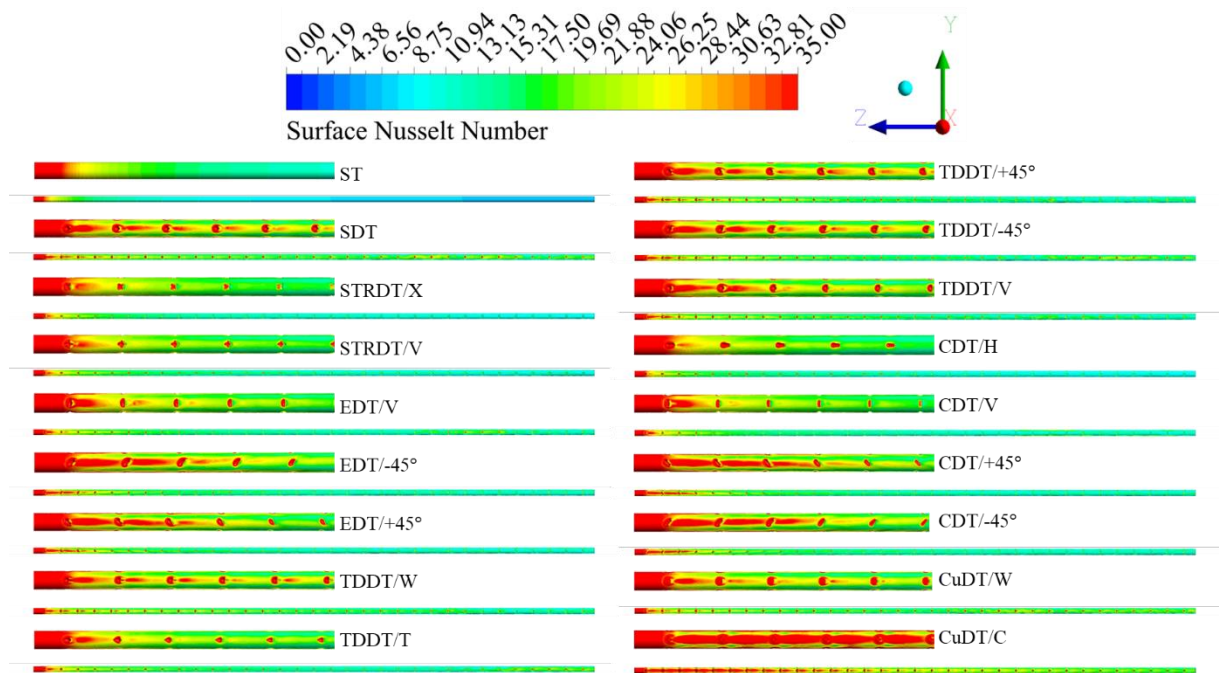 0.00 2.19 4.38 6.56 8.75 10.94 13.13 15.31 17.50 19.69 21.88 24.06 26.25 28.44 30.63 32.81 35.00
Surface Nusselt Number
Y
Z
X
ST
SDT
STRDT/X
STRDT/V
EDT/V
EDT/-45°
EDT/+45°
TDDT/W
TDDT/T
TDDT/+45°
TDDT/-45°
TDDT/V
CDT/H
CDT/V
CDT/+45°
CDT/-45°
CuDT/W
CuDT/C